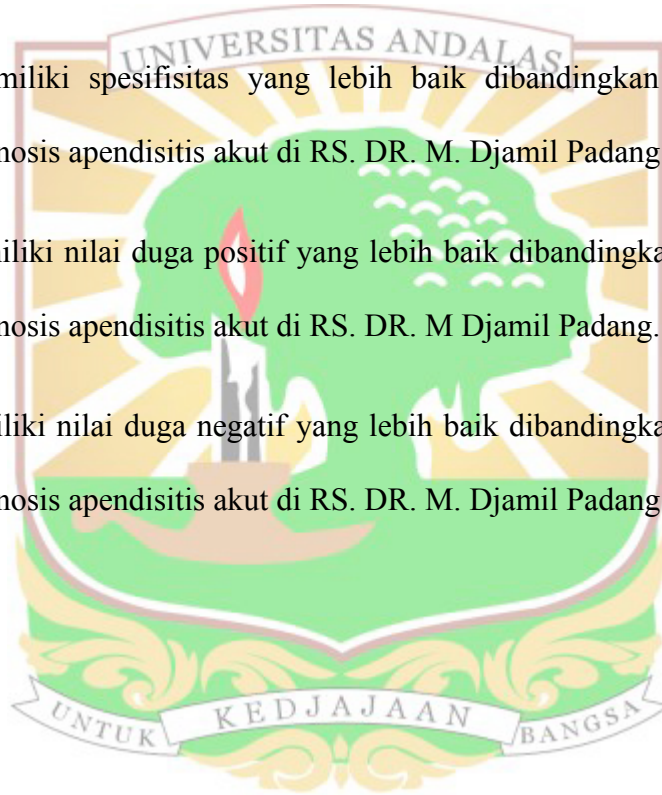 UNIVERSITAS ANDALAS
miliki spesifisitas yang lebih baik dibandingkan
nosis apendisitis akut di RS. DR. M. Djamil Padang
iliki nilai duga positif yang lebih baik dibandingka
nosis apendisitis akut di RS. DR. M Djamil Padang.
iliki nilai duga negatif yang lebih baik dibandingka
nosis apendisitis akut di RS. DR. M. Djamil Padang
UNTUK KEDJAJAAN BANGSA